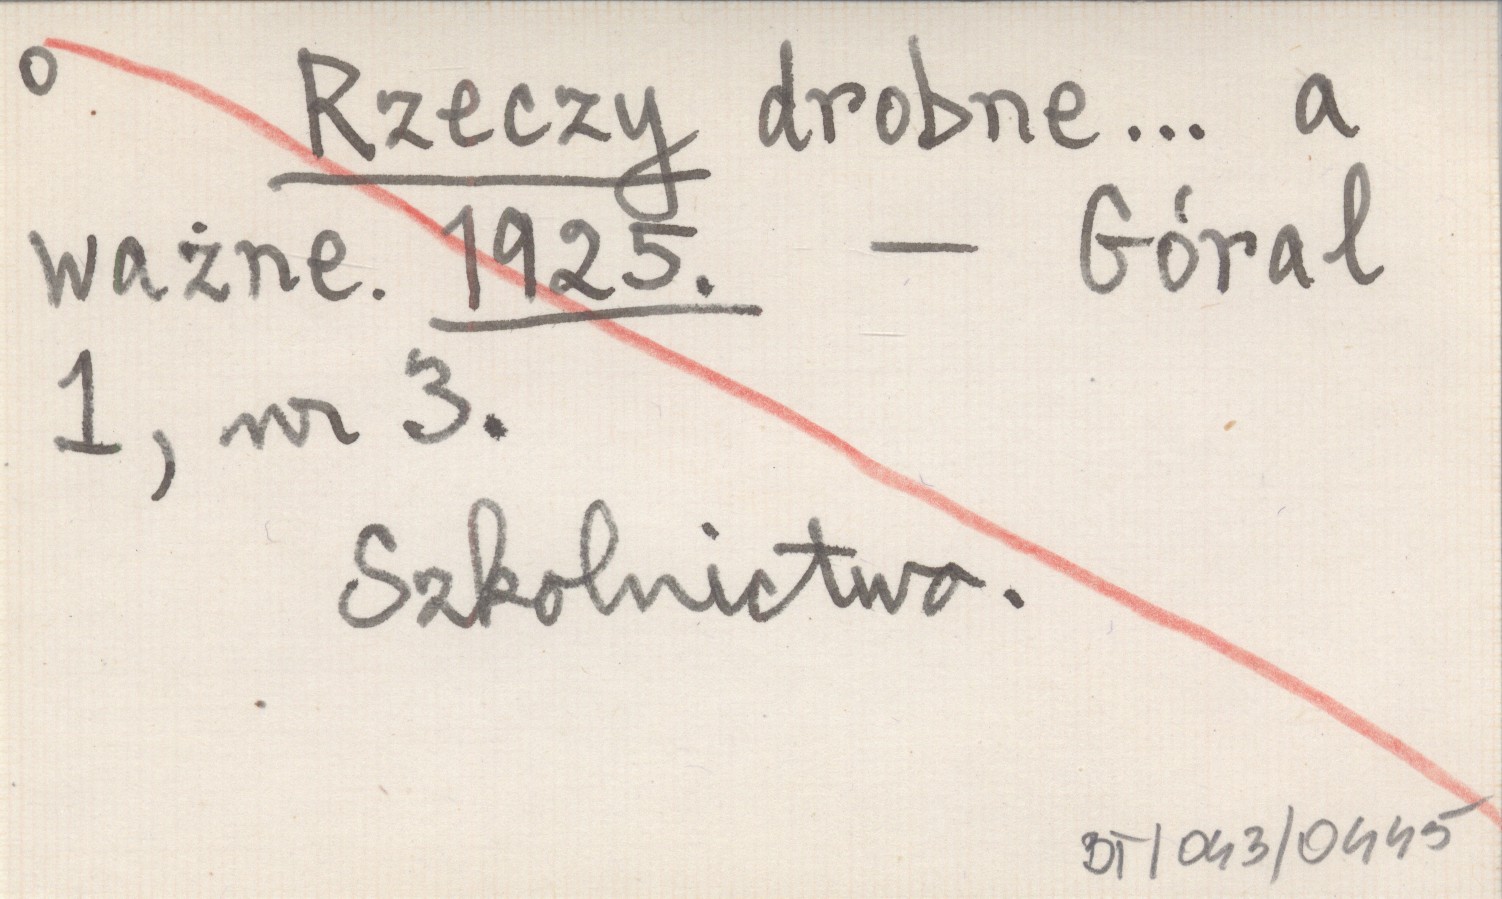 o Rzeczy drobne... a
ważne. 1925. — Góral
1, nr 3.
Szkolnictwo.
DT/043/0445